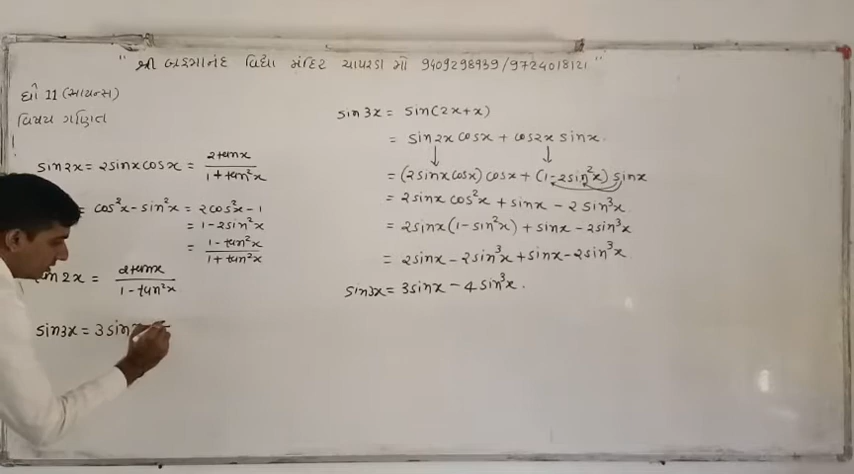 " શ્રી બ્રહ્માનંદ વિદ્યા મંદિર ચાપરડા મો 9409298939/9724018121 "
ધો 11 (સાયન્સ)
વિષય ગણિત
sin2x = 2sinx cosx = 2tanx / 1 + tan²x
= cos²x - sin²x = 2cos²x - 1
= 1 - 2sin²x
= 1 - tan²x / 1 + tan²x
2x = 2tanx / 1 - tan²x
sin3x = 3sin
sin3x = sin(2x+x)
= sin2x cosx + cos2x sinx.
= (2sinx cosx) cosx + (1-2sin²x) sinx
= 2sinx cos²x + sinx - 2sin³x
= 2sinx(1-sin²x) + sinx - 2sin³x
= 2sinx - 2sin³x + sinx - 2sin³x
sin3x = 3sinx - 4sin³x.